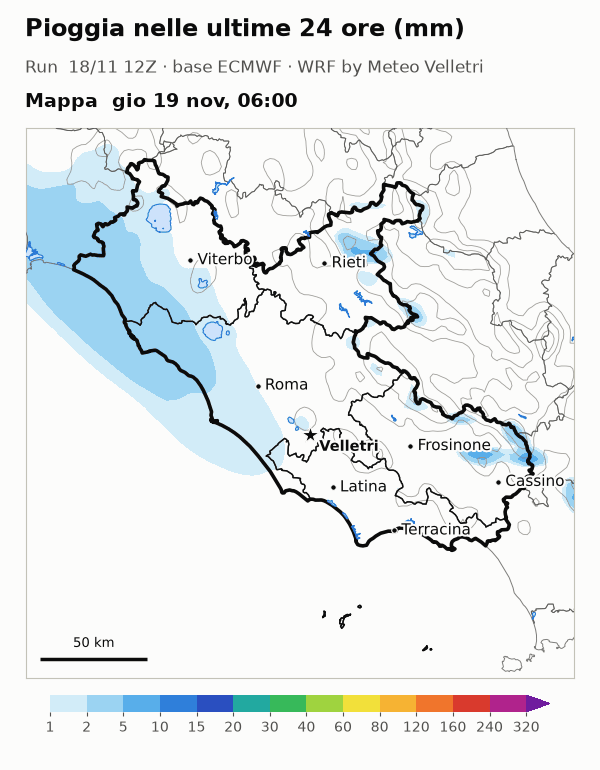 Pioggia nelle ultime 24 ore (mm)
Run  18/11 12Z · base ECMWF · WRF by Meteo Velletri
Mappa  gio 19 nov, 06:00
Viterbo
Rieti
Roma
Velletri
Frosinone
Latina
Cassino
Terracina
50 km
1 2 5 10 15 20 30 40 60 80 120 160 240 320